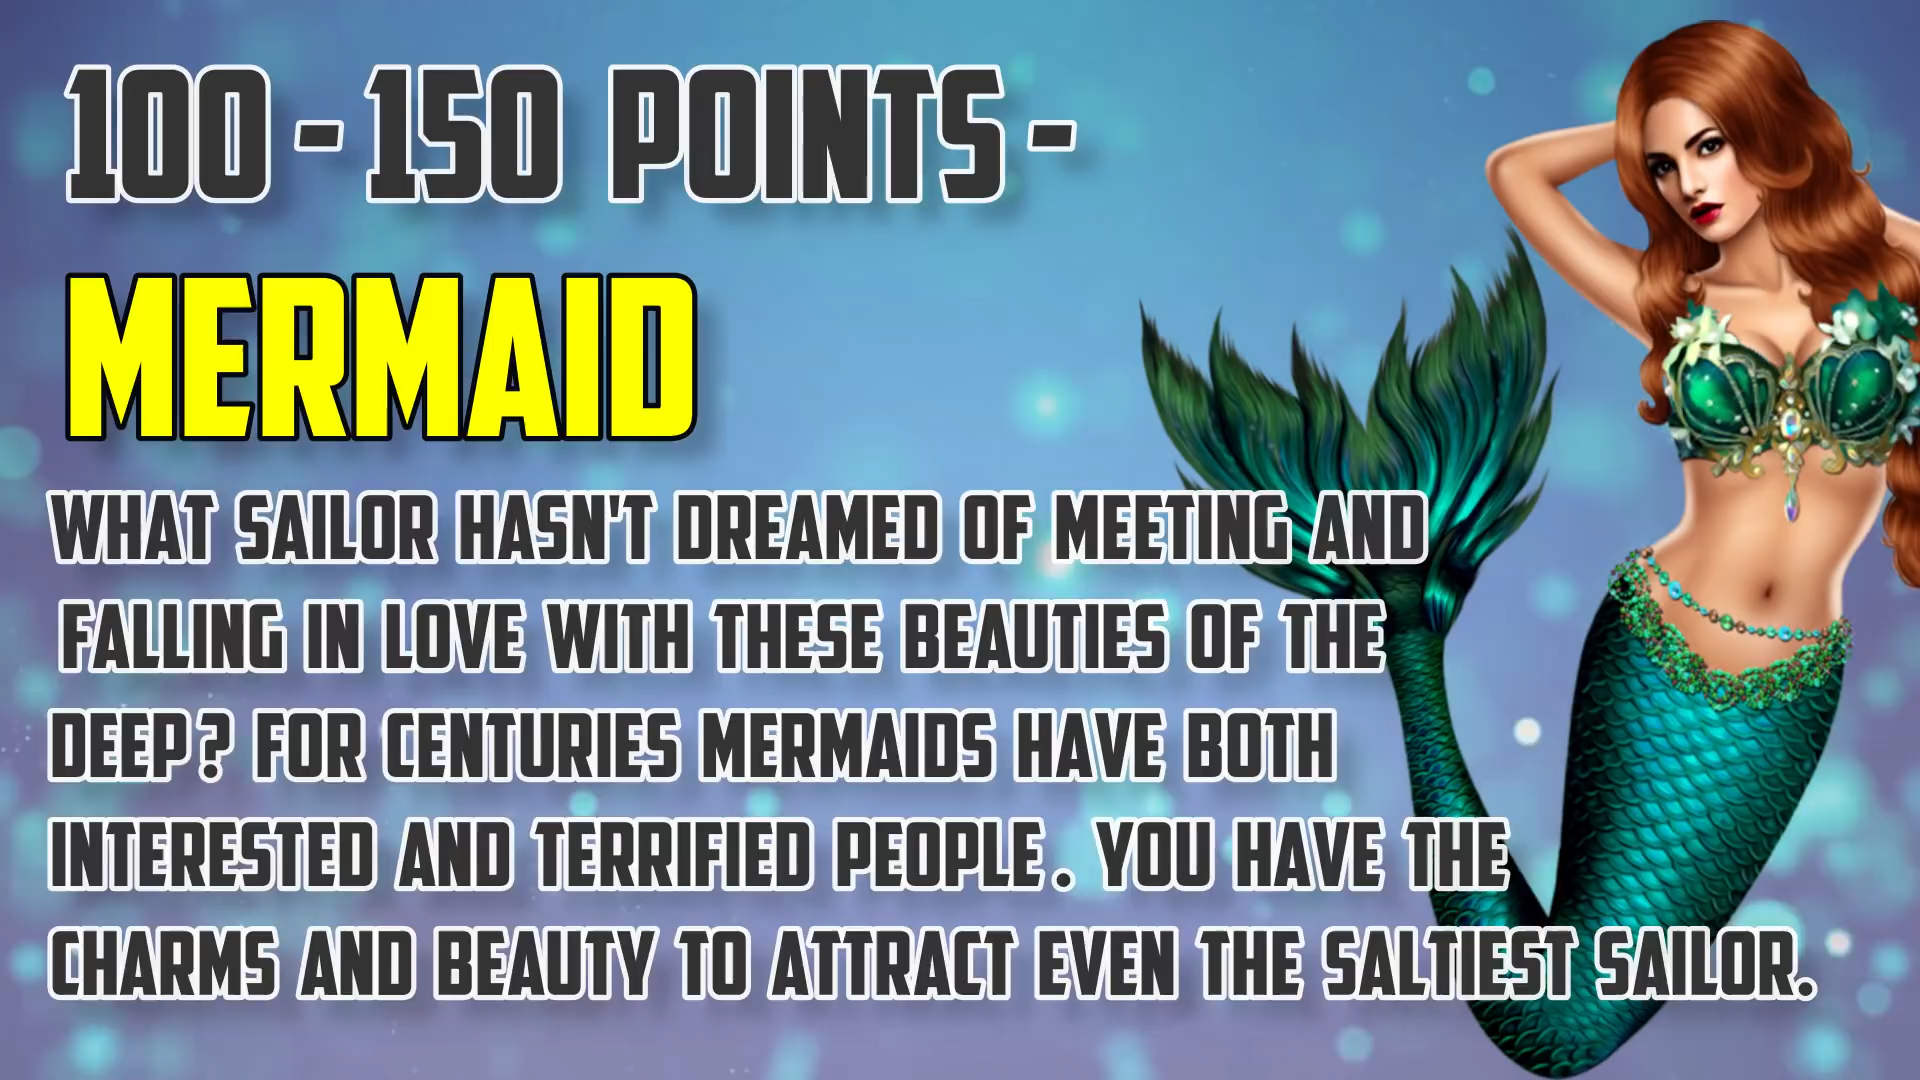 100 - 150 POINTS -
MERMAID
WHAT SAILOR HASN'T DREAMED OF MEETING AND
FALLING IN LOVE WITH THESE BEAUTIES OF THE
DEEP? FOR CENTURIES MERMAIDS HAVE BOTH
INTERESTED AND TERRIFIED PEOPLE. YOU HAVE THE
CHARMS AND BEAUTY TO ATTRACT EVEN THE SALTIEST SAILOR.